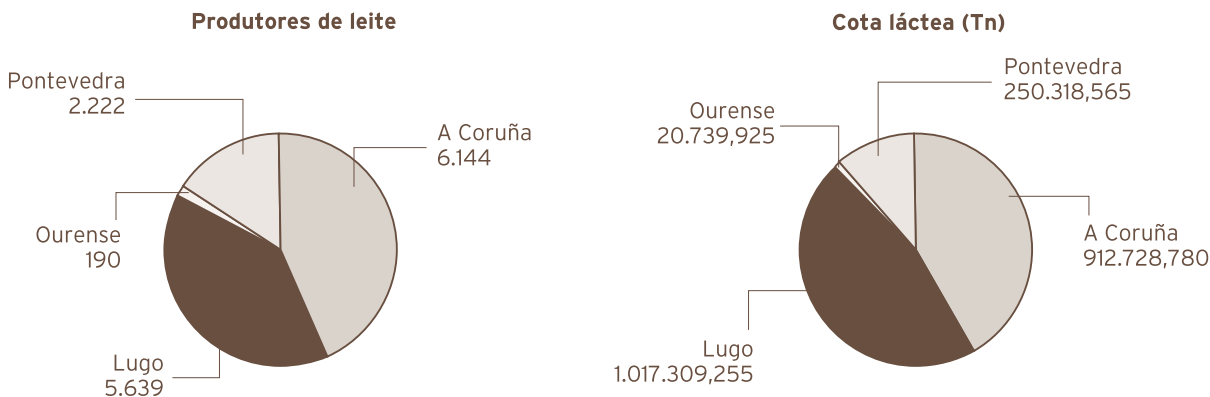 Produtores de leite
Pontevedra
2.222
A Coruña
6.144
Ourense
190
Lugo
5.639
Cota láctea (Tn)
Pontevedra
250.318,565
Ourense
20.739,925
A Coruña
912.728,780
Lugo
1.017.309,255